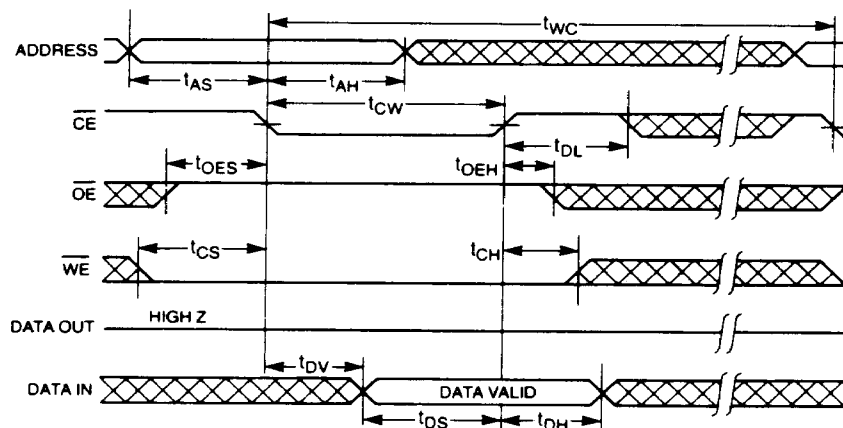 tWC
ADDRESS
tAS
tAH
tCW
CE
tDL
tOES
tOEH
OE
tCS
tCH
WE
HIGH Z
DATA OUT
tDV
DATA IN
DATA VALID
tDS
tDH